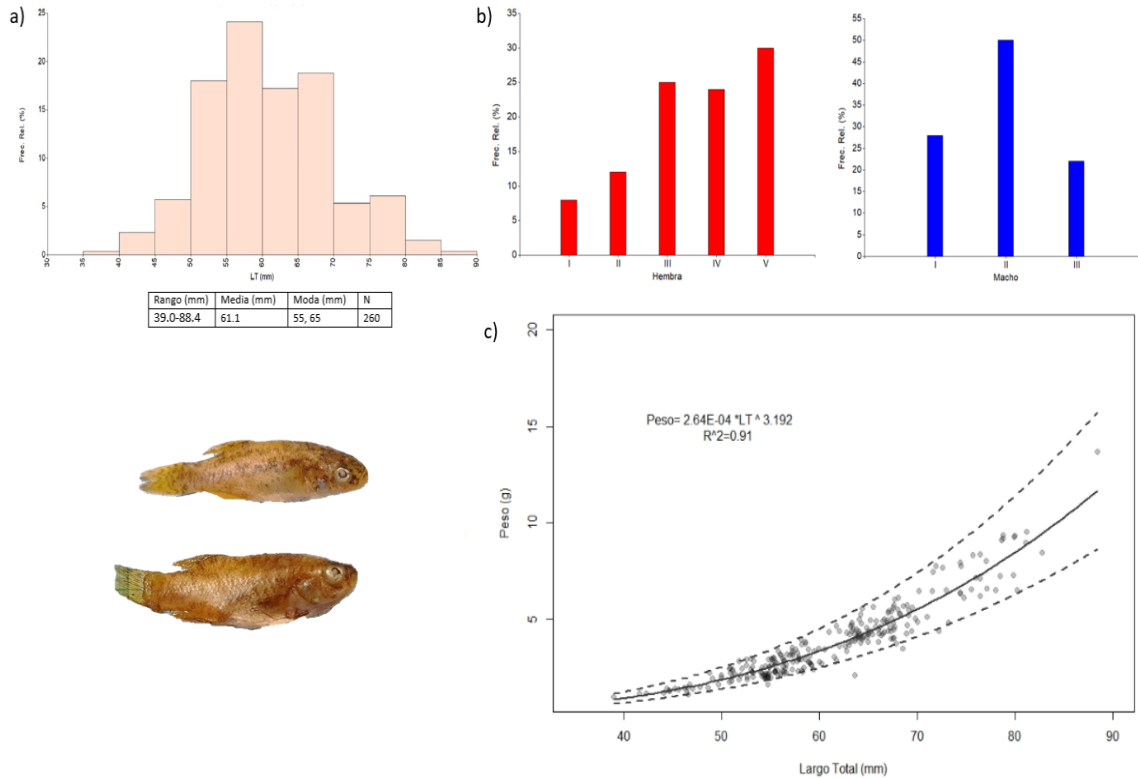 a)
25
20
15
10
5
0
Frec. Rel. (%)
30 35 40 45 50 55 60 65 70 75 80 85 90
LT (mm)
Rango (mm) Media (mm) Moda (mm) N
39.0-88.4 61.1 55, 65 260
b)
35
30
25
20
15
10
5
0
Frec. Rel. (%)
I II III IV V
Hembra
55
50
45
40
35
30
25
20
15
10
5
0
Frec. Rel. (%)
I II III
Macho
c)
20
15
10
5
Peso (g)
Peso= 2.64E-04 *LT ^ 3.192
R^2=0.91
40 50 60 70 80 90
Largo Total (mm)